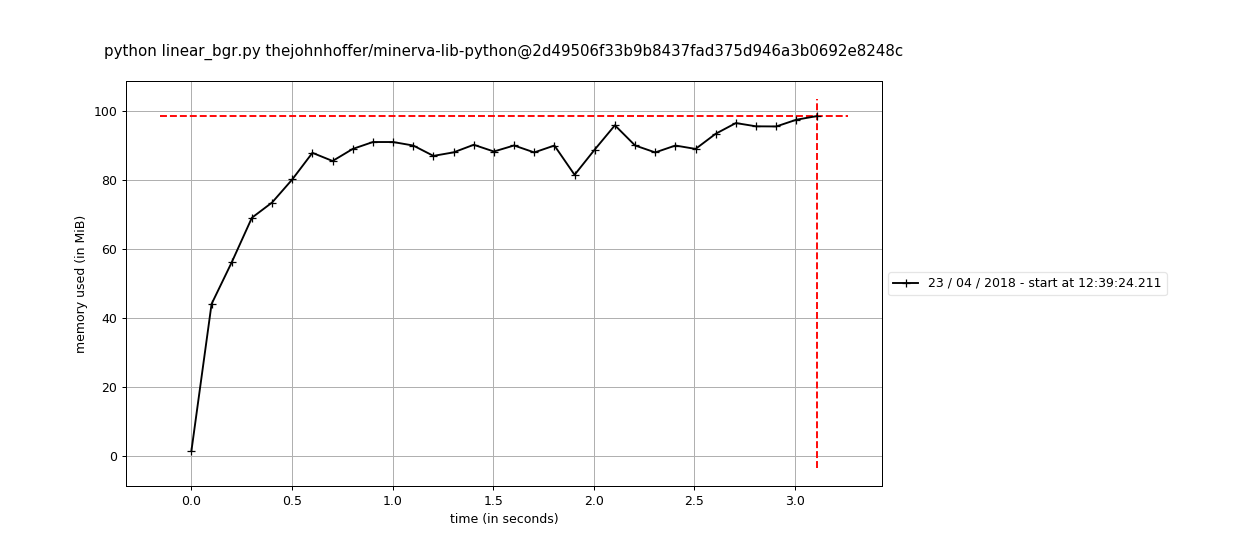 python linear_bgr.py thejohnhoffer/minerva-lib-python@2d49506f33b9b8437fad375d946a3b0692e8248c
100
80
60
40
20
0
memory used (in MiB)
0.0 0.5 1.0 1.5 2.0 2.5 3.0
time (in seconds)
23 / 04 / 2018 - start at 12:39:24.211